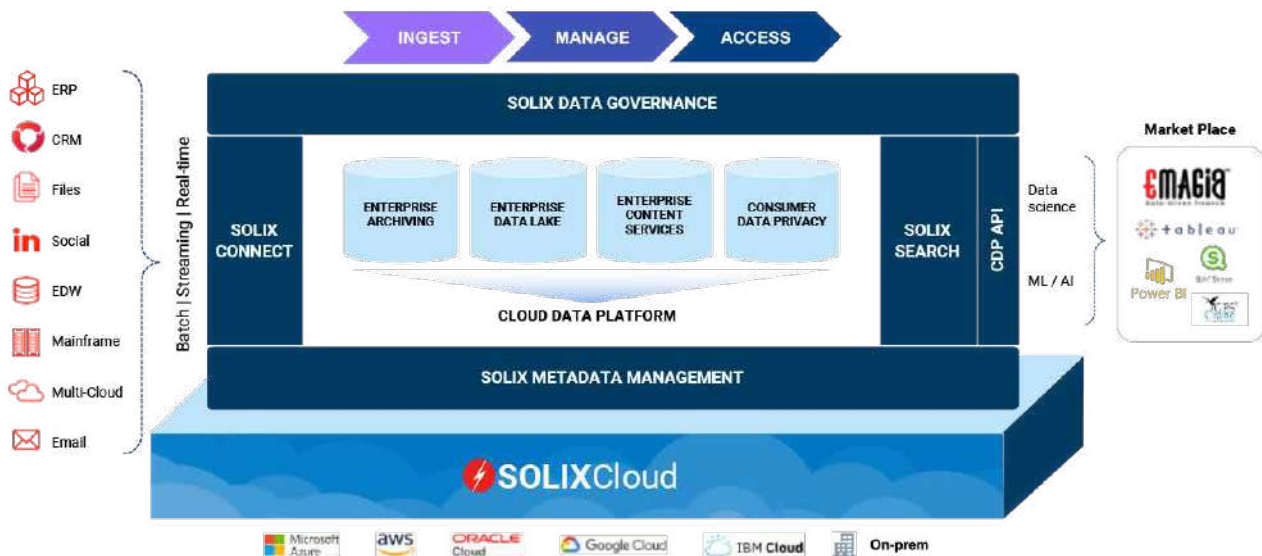 INGEST
MANAGE
ACCESS
ERP
CRM
Files
Social
EDW
Mainframe
Multi-Cloud
Email
Batch | Streaming | Real-time
SOLIX DATA GOVERNANCE
SOLIX
CONNECT
ENTERPRISE
ARCHIVING
ENTERPRISE
DATA LAKE
ENTERPRISE
CONTENT
SERVICES
CONSUMER
DATA PRIVACY
CLOUD DATA PLATFORM
SOLIX
SEARCH
CDP API
SOLIX METADATA MANAGEMENT
Data
science
ML / AI
Market Place
EMAGIA
tableau
Power BI
SOLIXCloud
Microsoft
Azure
aws
ORACLE
Cloud
Google Cloud
IBM Cloud
On-prem